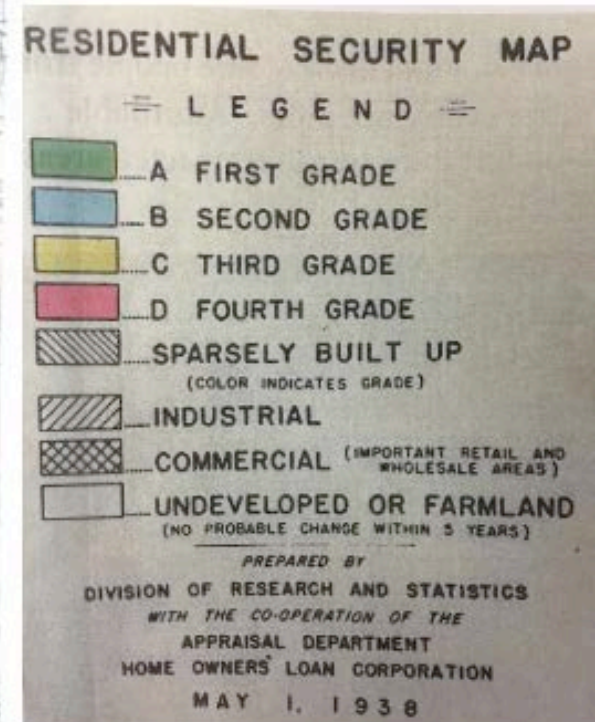 RESIDENTIAL SECURITY MAP
LEGEND
A FIRST GRADE
B SECOND GRADE
C THIRD GRADE
D FOURTH GRADE
SPARSELY BUILT UP
(COLOR INDICATES GRADE)
INDUSTRIAL
COMMERCIAL (IMPORTANT RETAIL AND
WHOLESALE AREAS)
UNDEVELOPED OR FARMLAND
(NO PROBABLE CHANGE WITHIN 5 YEARS)
PREPARED BY
DIVISION OF RESEARCH AND STATISTICS
WITH THE CO-OPERATION OF THE
APPRAISAL DEPARTMENT
HOME OWNERS' LOAN CORPORATION
MAY 1, 1938